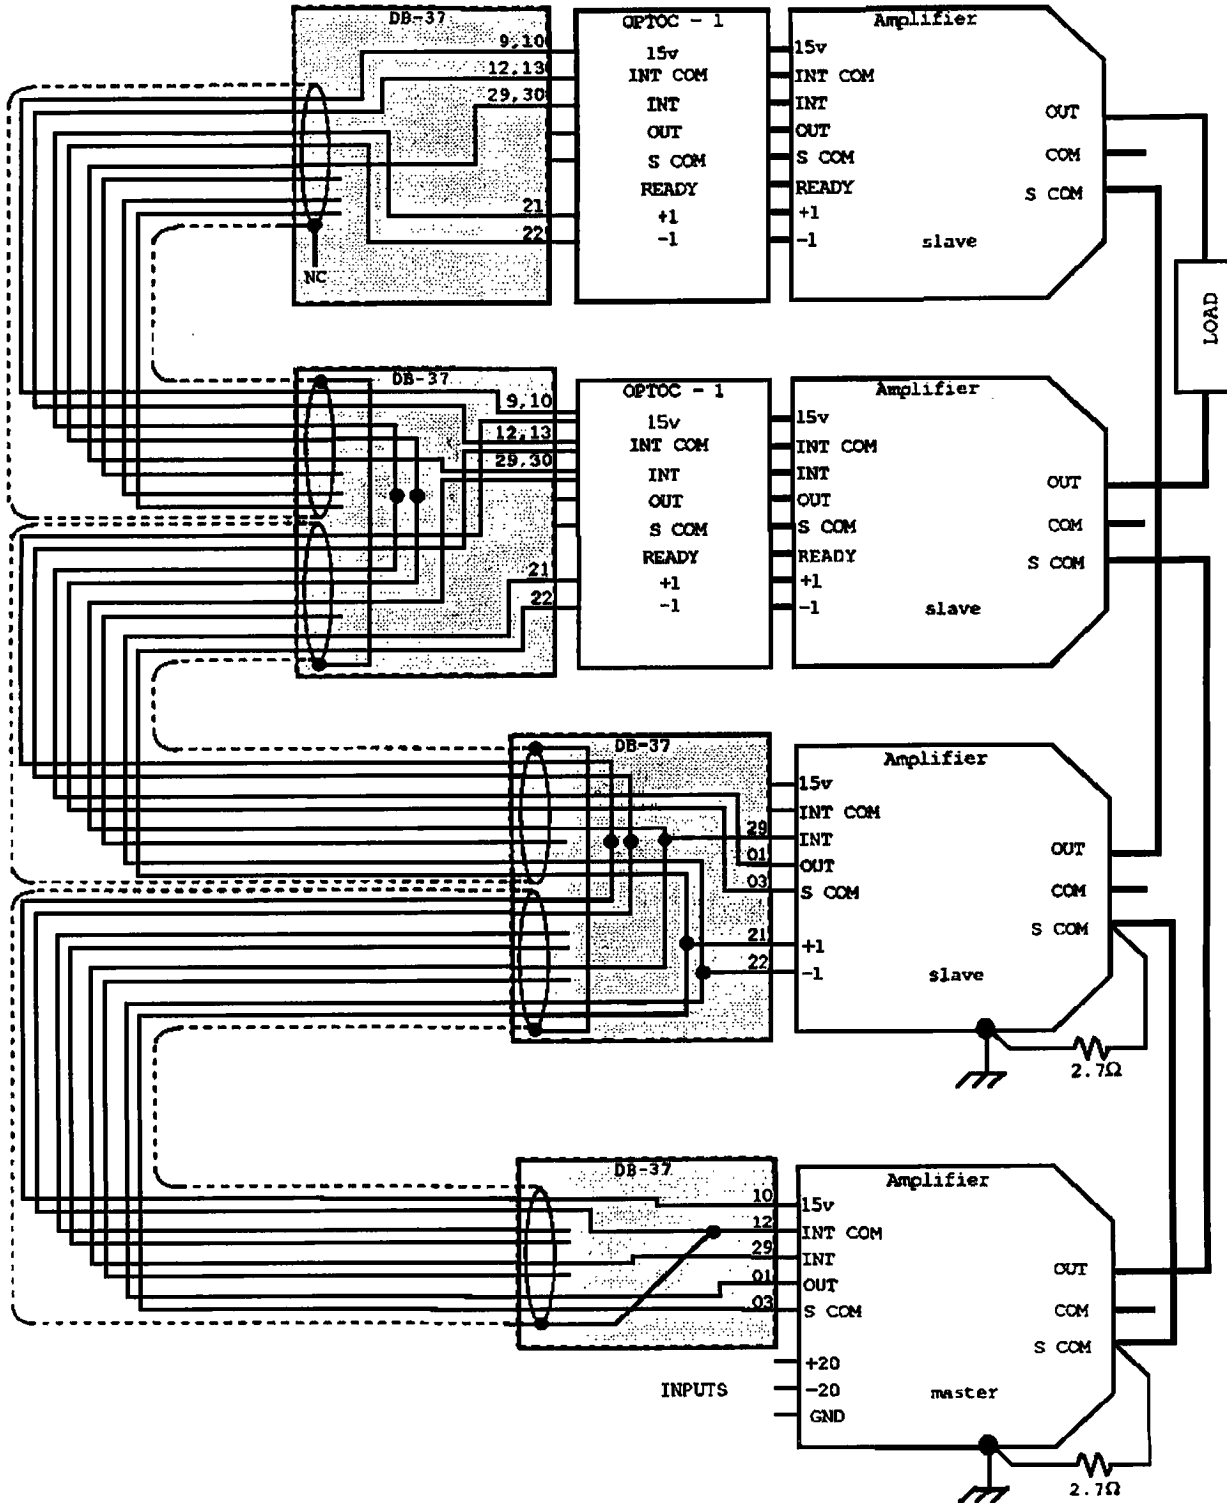 DB-37
9,10
12,13
29,30
21
22
NC
OPTOC - 1
15v
INT COM
INT
OUT
S COM
READY
+1
-1
Amplifier
15v
INT COM
INT
OUT
S COM
READY
+1
-1
OUT
COM
S COM
slave
LOAD
DB-37
9,10
12,13
29,30
21
22
OPTOC - 1
15v
INT COM
INT
OUT
S COM
READY
+1
-1
Amplifier
15v
INT COM
INT
OUT
S COM
READY
+1
-1
OUT
COM
S COM
slave
DB-37
29
01
03
21
22
Amplifier
15v
INT COM
INT
OUT
S COM
+1
-1
OUT
COM
S COM
slave
2.7Ω
DB-37
10
12
29
01
03
Amplifier
15v
INT COM
INT
OUT
S COM
+20
-20
GND
INPUTS
OUT
COM
S COM
master
2.7Ω